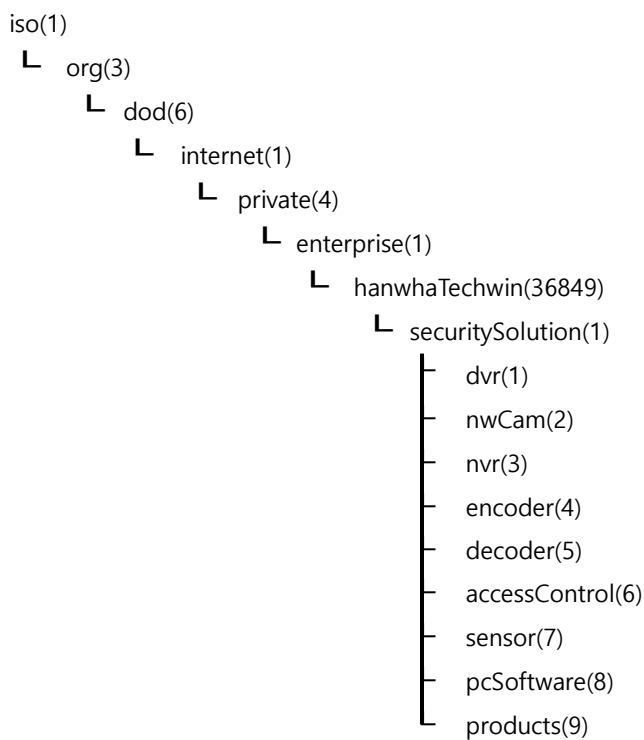 iso(1)
org(3)
dod(6)
internet(1)
private(4)
enterprise(1)
hanwhaTechwin(36849)
securitySolution(1)
dvr(1)
nwCam(2)
nvr(3)
encoder(4)
decoder(5)
accessControl(6)
sensor(7)
pcSoftware(8)
products(9)